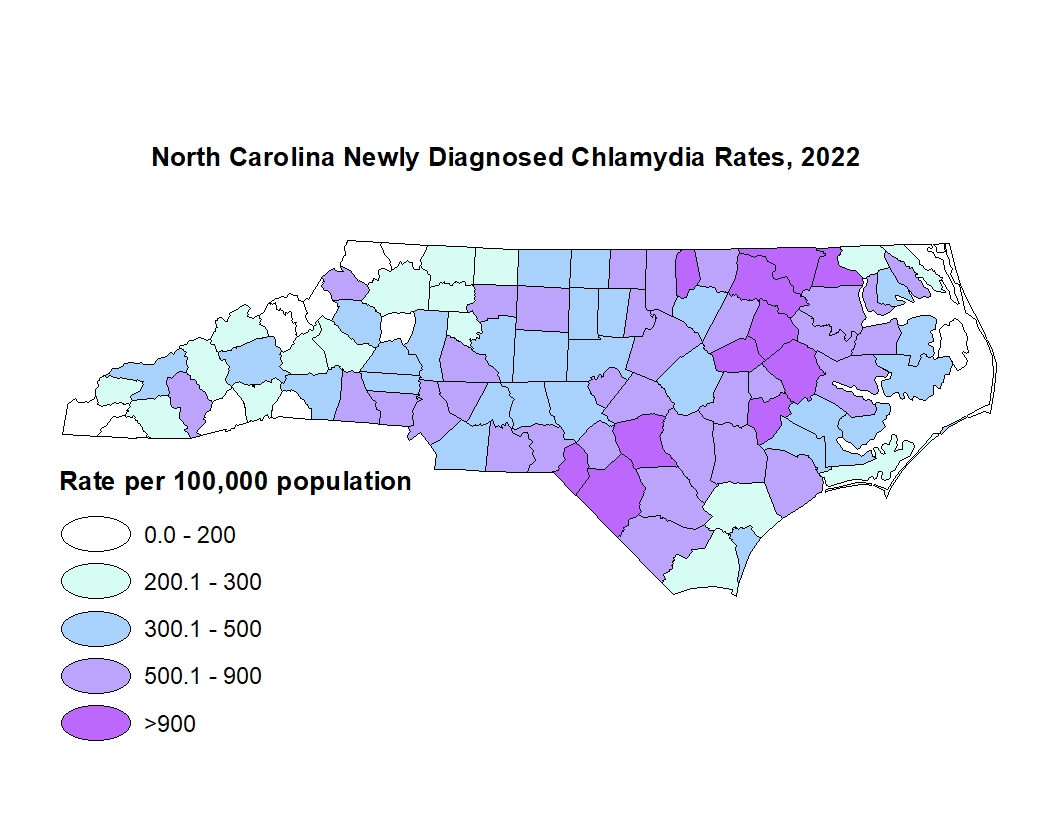 North Carolina Newly Diagnosed Chlamydia Rates, 2022
Rate per 100,000 population
0.0 - 200
200.1 - 300
300.1 - 500
500.1 - 900
>900